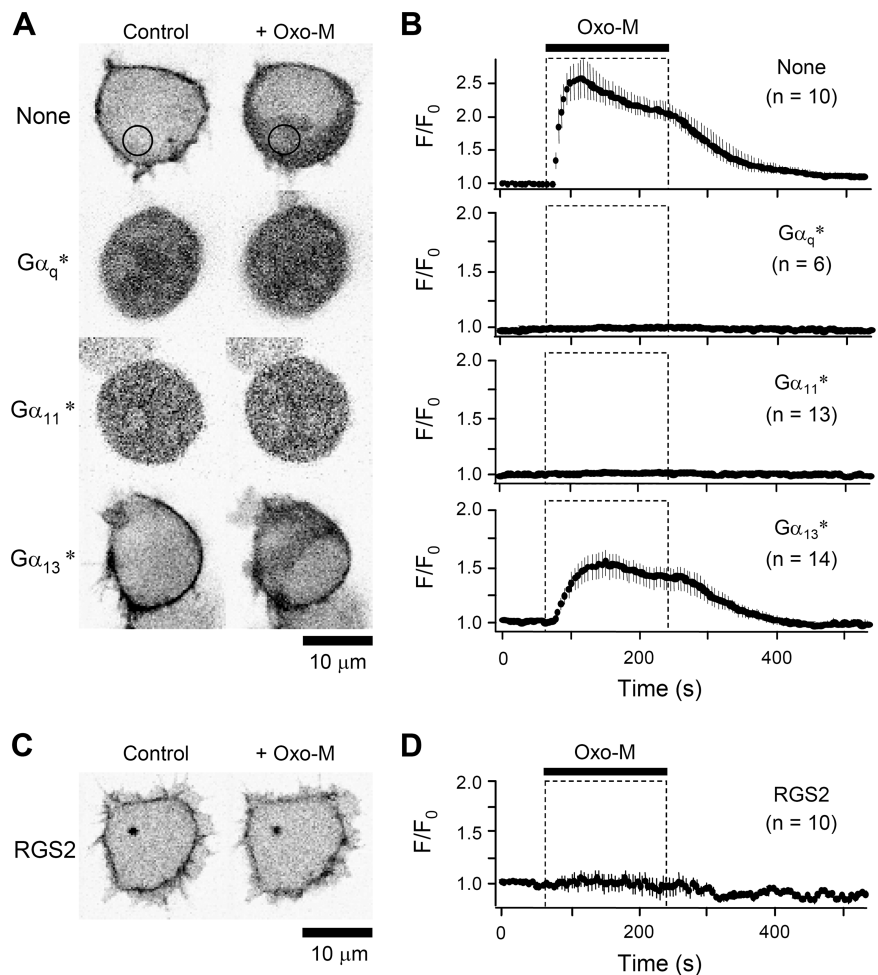 A
Control
+ Oxo-M
None
Gαq*
Gα11*
Gα13*
10 μm
B
Oxo-M
None
(n = 10)
F/F0
2.5
2.0
1.5
1.0
Gαq*
(n = 6)
F/F0
2.0
1.5
1.0
Gα11*
(n = 13)
F/F0
2.0
1.5
1.0
Gα13*
(n = 14)
F/F0
2.0
1.5
1.0
0
200
400
Time (s)
C
Control
+ Oxo-M
RGS2
10 μm
D
Oxo-M
RGS2
(n = 10)
F/F0
2.0
1.5
1.0
0
200
400
Time (s)